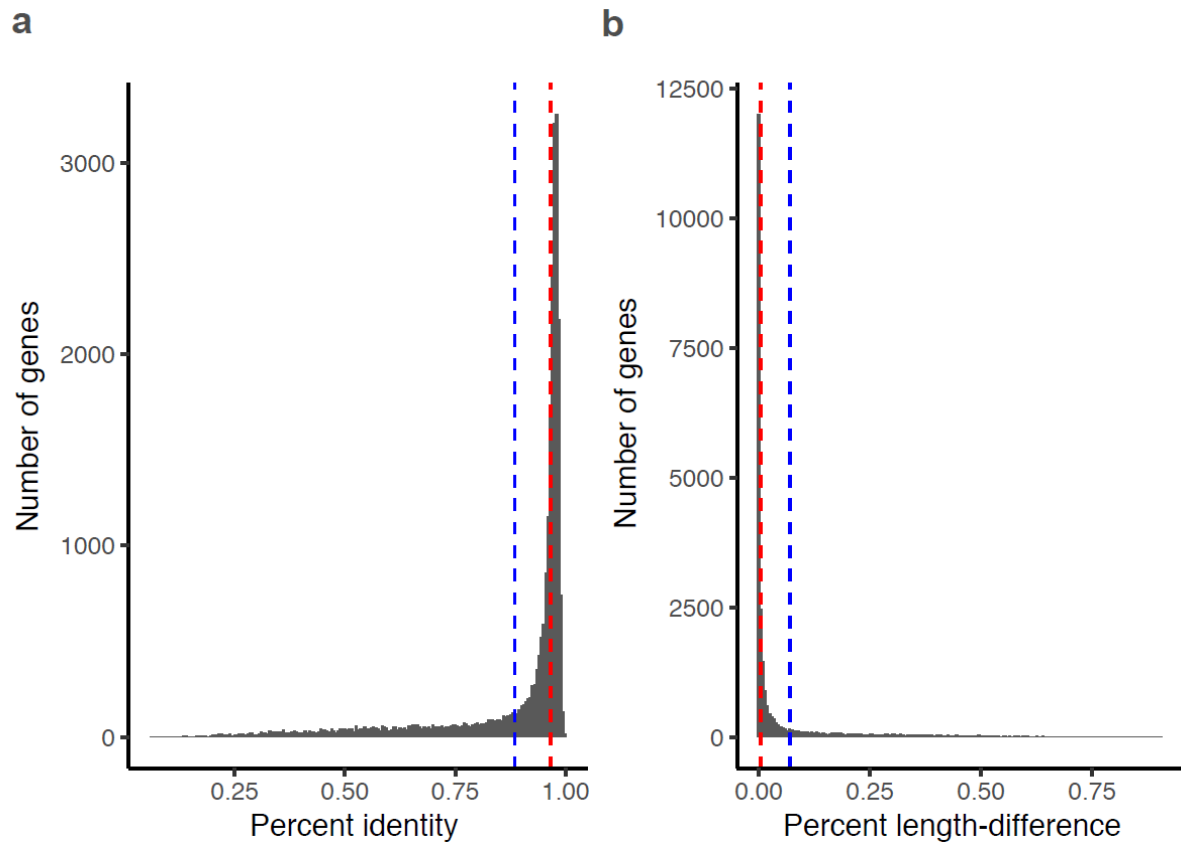 a
Number of genes
3000
2000
1000
0
0.25 0.50 0.75 1.00
Percent identity
b
Number of genes
12500
10000
7500
5000
2500
0
0.00 0.25 0.50 0.75
Percent length-difference